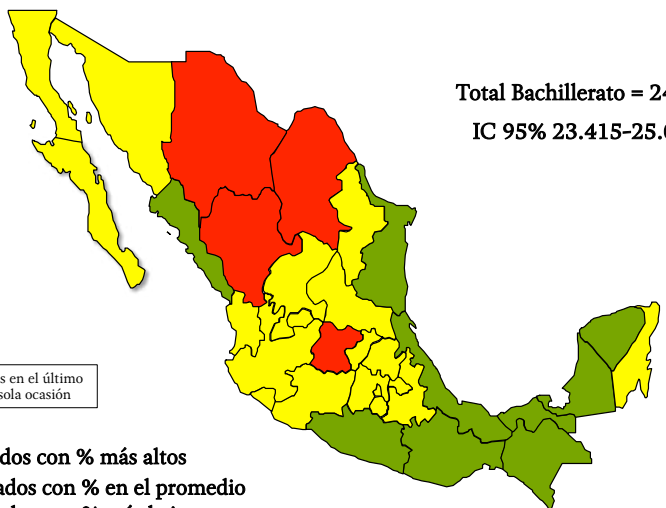 Total Bachillerato = 24
IC 95% 23.415-25.0
s en el último
sola ocasión
dos con % más altos
ados con % en el promedio